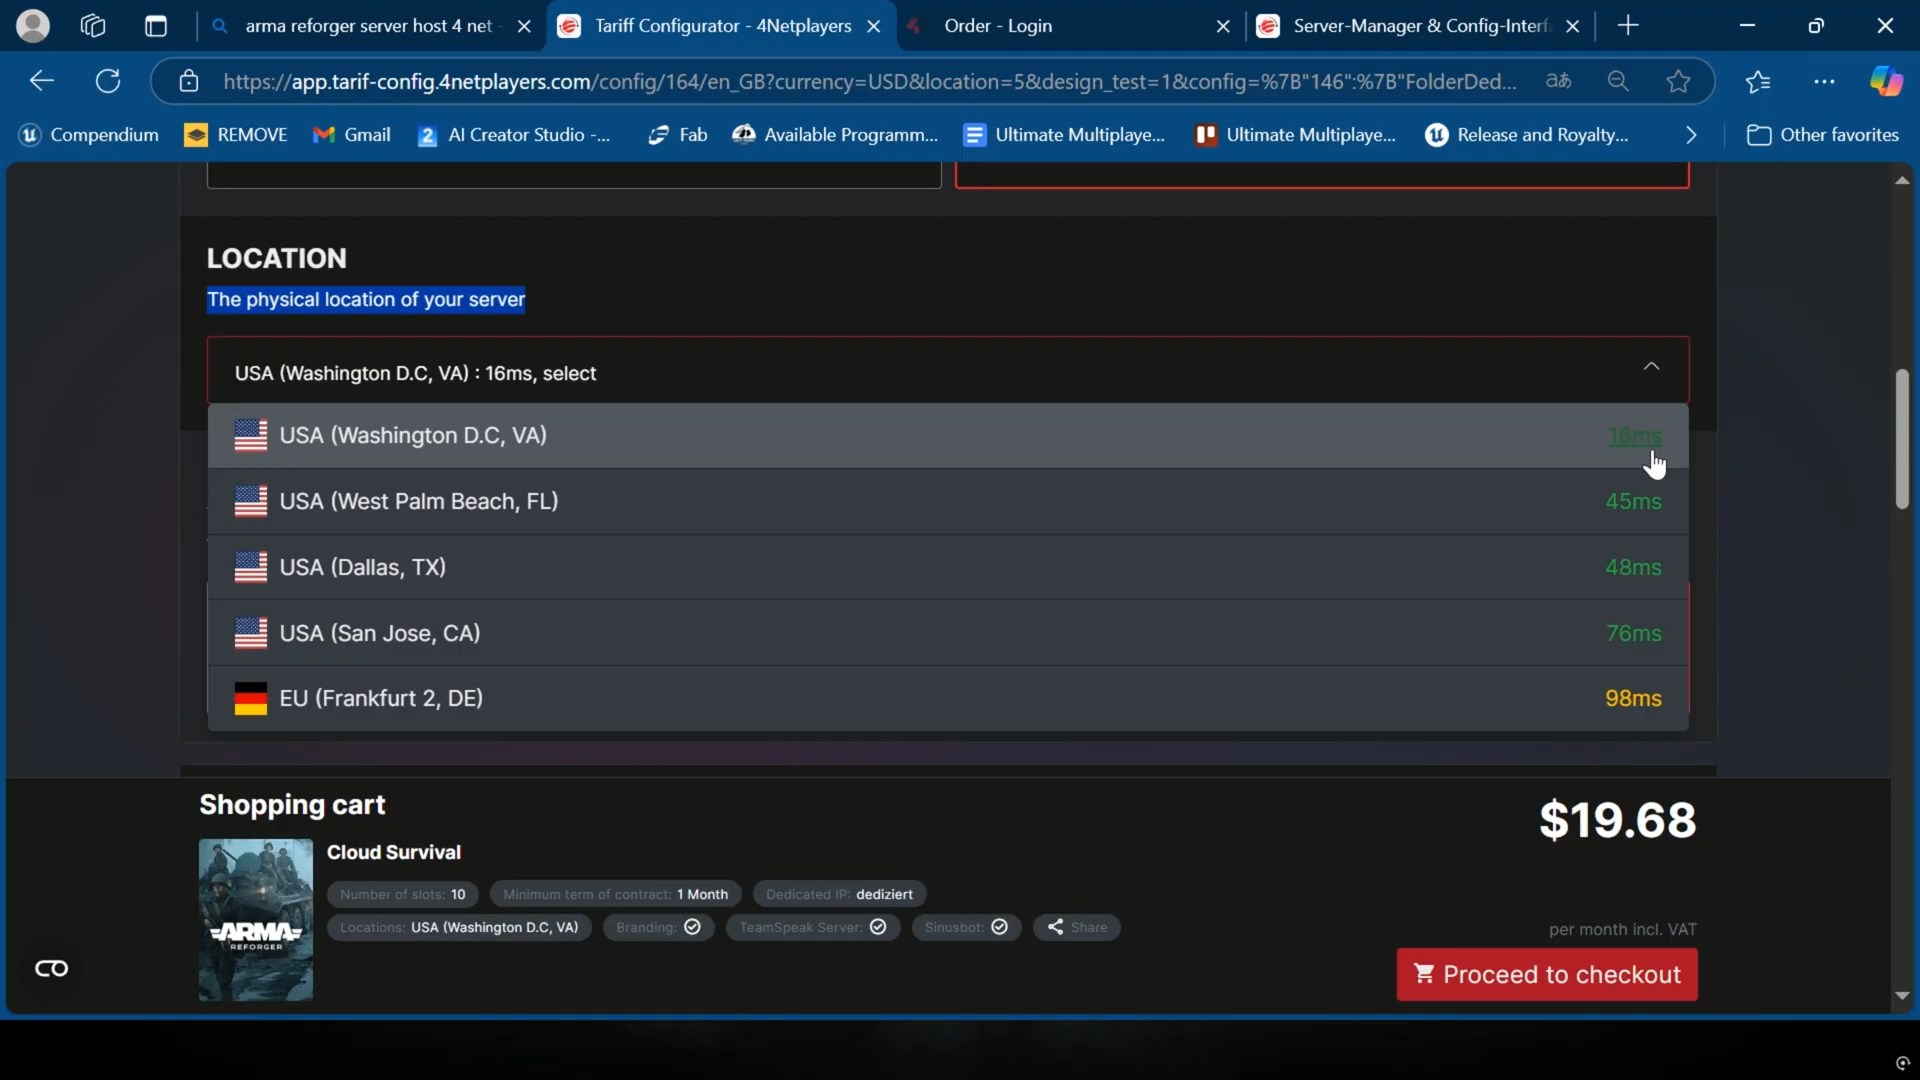 arma reforger server host 4 net
Tariff Configurator - 4Netplayers
Order - Login
Server-Manager & Config-Interf
https://app.tarif-config.4netplayers.com/config/164/en_GB?currency=USD&location=5&design_test=1&config=%7B"146":%7B"FolderDed...
Compendium
REMOVE
Gmail
AI Creator Studio -...
Fab
Available Programm...
Ultimate Multiplaye...
Ultimate Multiplaye...
Release and Royalty...
Other favorites
LOCATION
The physical location of your server
USA (Washington D.C, VA) : 16ms, select
USA (Washington D.C, VA) 16ms
USA (West Palm Beach, FL) 45ms
USA (Dallas, TX) 48ms
USA (San Jose, CA) 76ms
EU (Frankfurt 2, DE) 98ms
Shopping cart
$19.68
Cloud Survival
Number of slots: 10
Minimum term of contract: 1 Month
Dedicated IP: dediziert
Locations: USA (Washington D.C, VA)
Branding:
TeamSpeak Server:
Sinusbot:
Share
ARMA
REFORGER
per month incl. VAT
Proceed to checkout